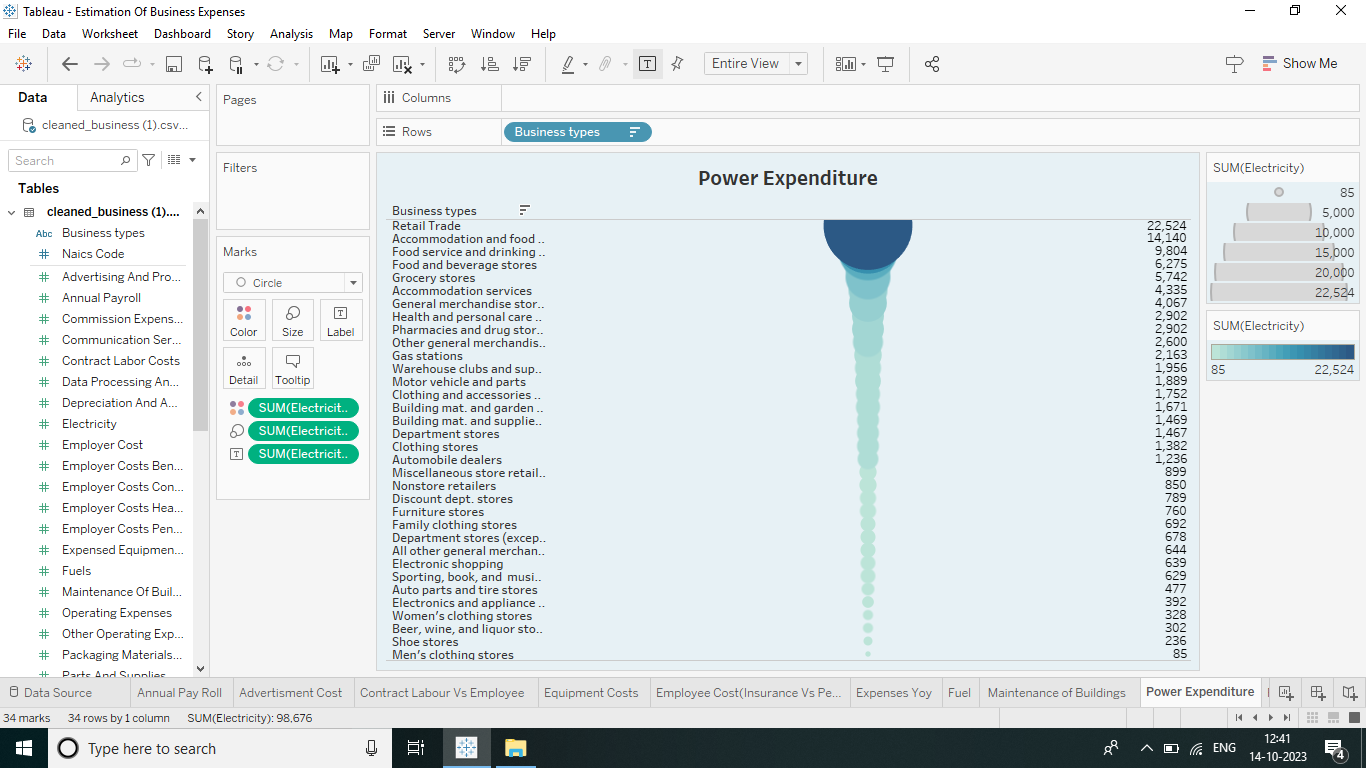 Tableau - Estimation Of Business Expenses
File Data Worksheet Dashboard Story Analysis Map Format Server Window Help
Entire View
Show Me
Data Analytics
cleaned_business (1).csv...
Search
Tables
cleaned_business (1)....
Abc Business types
# Naics Code
# Advertising And Pro...
# Annual Payroll
# Commission Expens...
# Communication Ser...
# Contract Labor Costs
# Data Processing An...
# Depreciation And A...
# Electricity
# Employer Cost
# Employer Costs Ben...
# Employer Costs Con...
# Employer Costs Hea...
# Employer Costs Pen...
# Expensed Equipmen...
# Fuels
# Maintenance Of Buil...
# Operating Expenses
# Other Operating Exp...
# Packaging Materials...
# Parts And Supplies
Pages
Filters
Marks
Circle
Color Size Label
Detail Tooltip
SUM(Electricit..
SUM(Electricit..
SUM(Electricit..
Columns
Rows Business types
Power Expenditure
Business types
Retail Trade 22,524
Accommodation and food .. 14,140
Food service and drinking .. 9,804
Food and beverage stores 6,275
Grocery stores 5,742
Accommodation services 4,335
General merchandise stor.. 4,067
Health and personal care .. 2,902
Pharmacies and drug stor.. 2,902
Other general merchandis.. 2,600
Gas stations 2,163
Warehouse clubs and sup.. 1,956
Motor vehicle and parts 1,889
Clothing and accessories .. 1,752
Building mat. and garden .. 1,671
Building mat. and supplie.. 1,469
Department stores 1,467
Clothing stores 1,382
Automobile dealers 1,236
Miscellaneous store retail.. 899
Nonstore retailers 850
Discount dept. stores 789
Furniture stores 760
Family clothing stores 692
Department stores (excep.. 678
All other general merchan.. 644
Electronic shopping 639
Sporting, book, and musi.. 629
Auto parts and tire stores 477
Electronics and appliance .. 392
Women's clothing stores 328
Beer, wine, and liquor sto.. 302
Shoe stores 236
Men's clothing stores 85
SUM(Electricity)
85
5,000
10,000
15,000
20,000
22,524
SUM(Electricity)
85 22,524
Data Source Annual Pay Roll Advertisment Cost Contract Labour Vs Employee Equipment Costs Employee Cost(Insurance Vs Pe... Expenses Yoy Fuel Maintenance of Buildings Power Expenditure
34 marks 34 rows by 1 column SUM(Electricity): 98,676
Type here to search
ENG
12:41
14-10-2023
4